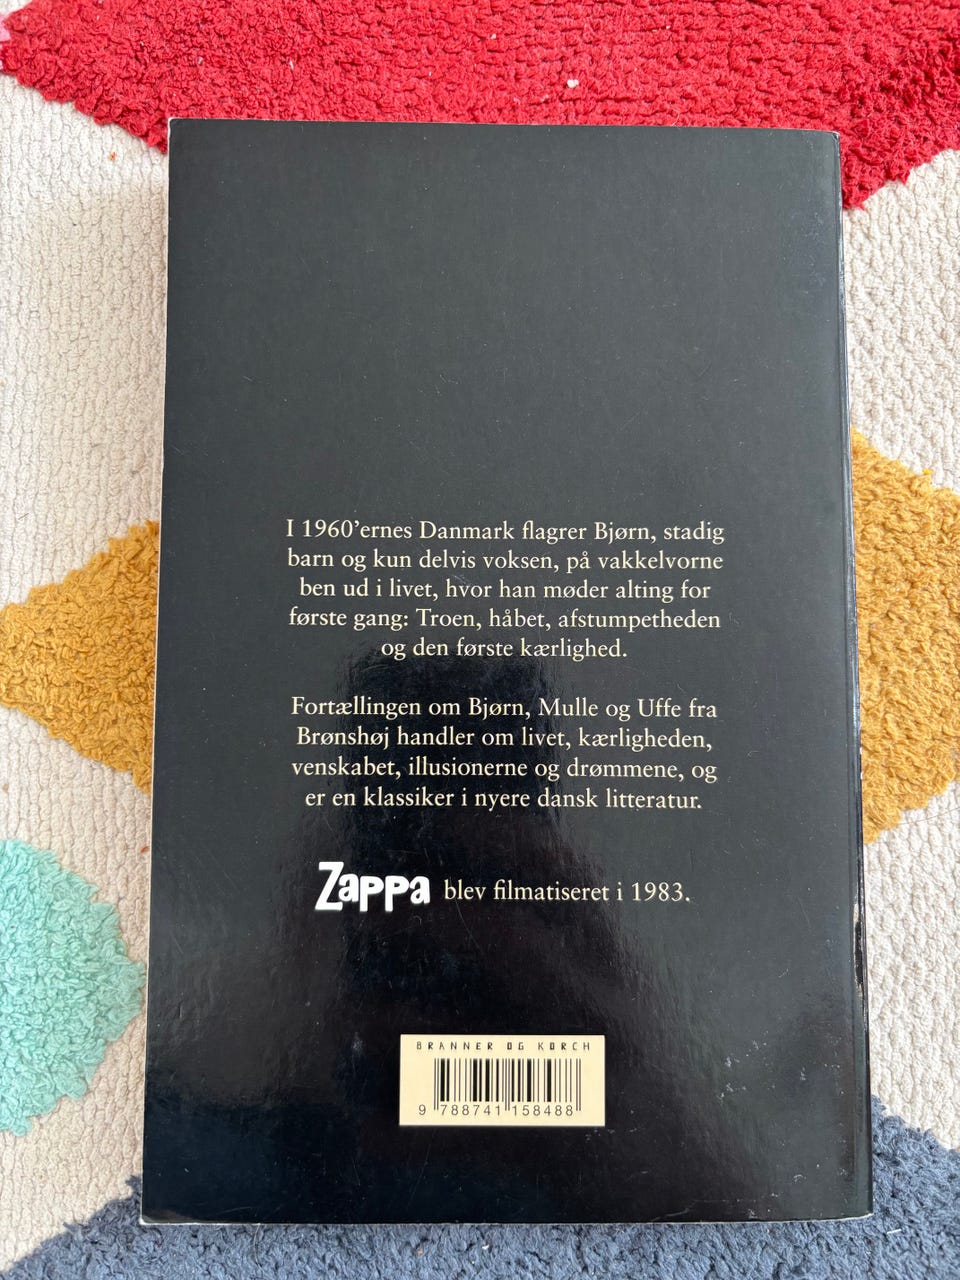 I 1960'ernes Danmark flagrer Bjørn, stadig
barn og kun delvis voksen, på vakkelvorne
ben ud i livet, hvor han møder alting for
første gang: Troen, håbet, afstumpetheden
og den første kærlighed.
Fortællingen om Bjørn, Mulle og Uffe fra
Brønshøj handler om livet, kærligheden,
venskabet, illusionerne og drømmene, og
er en klassiker i nyere dansk litteratur.
Zappa blev filmatiseret i 1983.
BRANNER OG KORCH
9 788741 158488